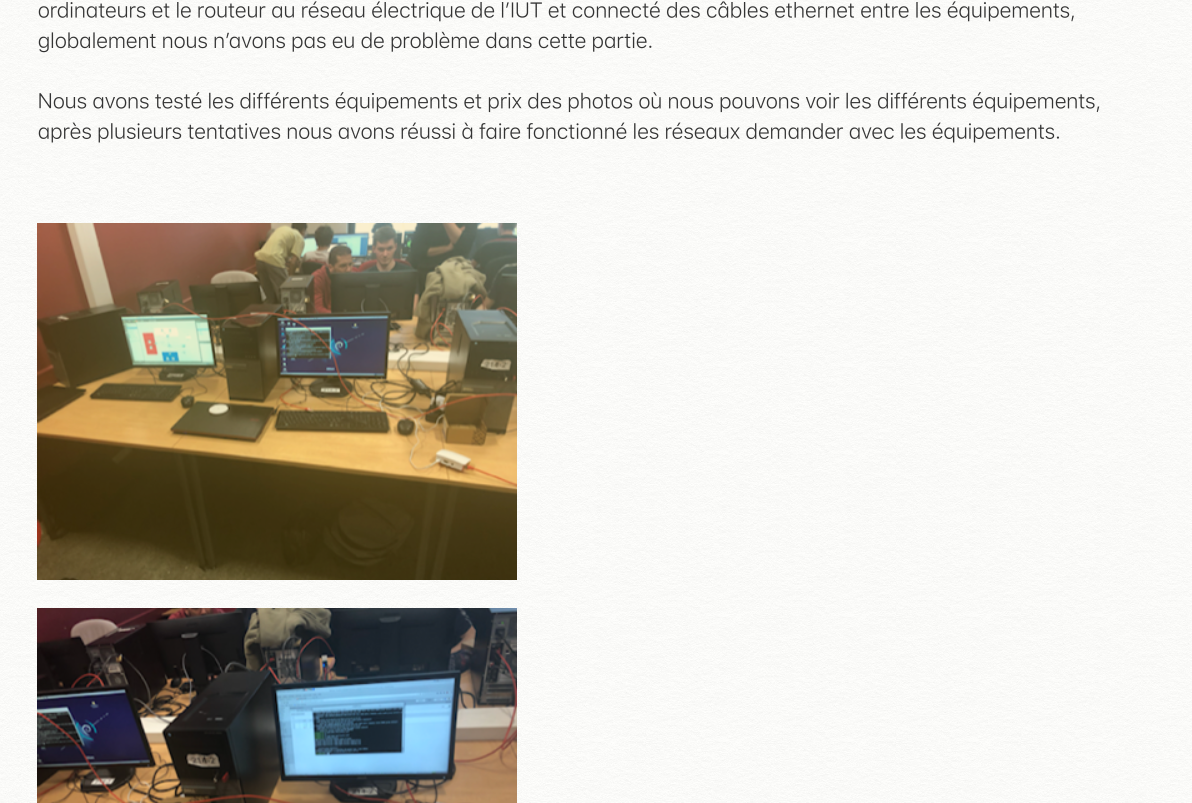 ordinateurs et le routeur au réseau électrique de l’IUT et connecté des câbles ethernet entre les équipements,
globalement nous n’avons pas eu de problème dans cette partie.
Nous avons testé les différents équipements et prix des photos où nous pouvons voir les différents équipements,
après plusieurs tentatives nous avons réussi à faire fonctionné les réseaux demander avec les équipements.